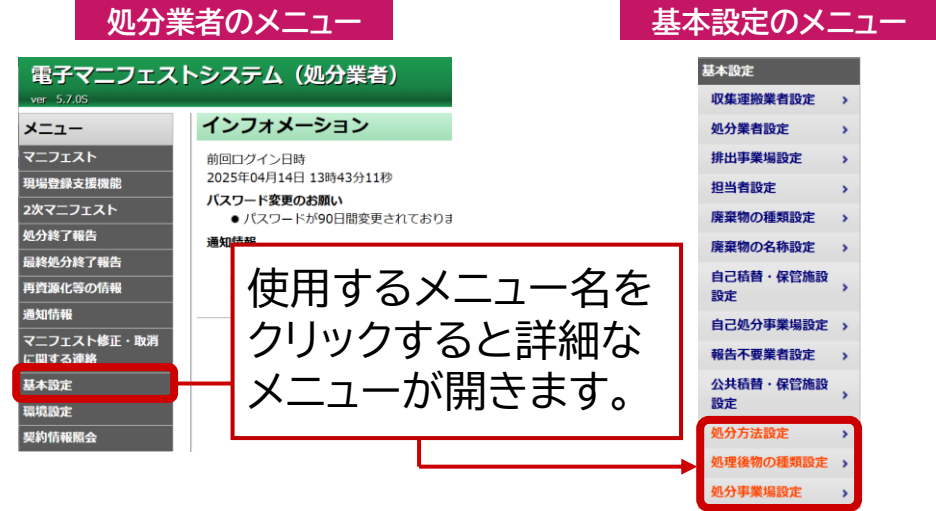 処分業者のメニュー
基本設定のメニュー
電子マニフェストシステム（処分業者）
ver 5.7.0S
メニュー
マニフェスト
現場登録支援機能
2次マニフェスト
処分終了報告
最終処分終了報告
再資源化等の情報
通知情報
マニフェスト修正・取消
に関する連絡
基本設定
環境設定
契約情報照会
インフォメーション
前回ログイン日時
2025年04月14日 13時43分11秒
パスワード変更のお願い
● パスワードが90日間変更されておりま
通知情報
使用するメニュー名を
クリックすると詳細な
メニューが開きます。
基本設定
収集運搬業者設定 ›
処分業者設定 ›
排出事業場設定 ›
担当者設定 ›
廃棄物の種類設定 ›
廃棄物の名称設定 ›
自己積替・保管施設
設定 ›
自己処分事業場設定 ›
報告不要業者設定 ›
公共積替・保管施設
設定 ›
処分方法設定 ›
処理後物の種類設定 ›
処分事業場設定 ›